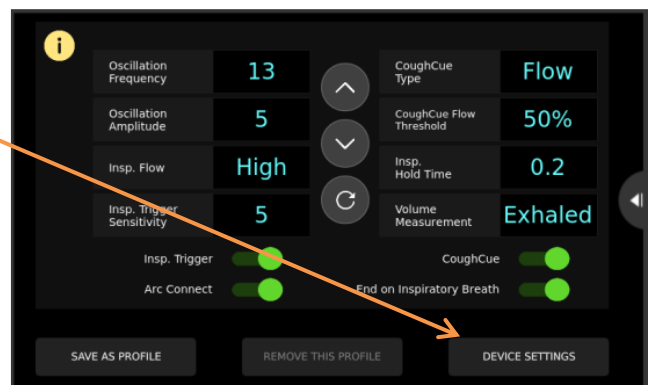 i
Oscillation
Frequency
13
Oscillation
Amplitude
5
Insp. Flow
High
Insp. Trigger
Sensitivity
5
CoughCue
Type
Flow
CoughCue Flow
Threshold
50%
Insp.
Hold Time
0.2
Volume
Measurement
Exhaled
Insp. Trigger
CoughCue
Arc Connect
End on Inspiratory Breath
SAVE AS PROFILE
REMOVE THIS PROFILE
DEVICE SETTINGS